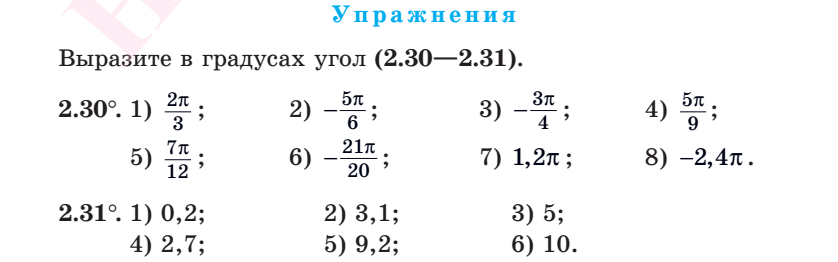 Упражнения
Выразите в градусах угол (2.30—2.31).
2.30°. 1) 2π/3; 2) −5π/6; 3) −3π/4; 4) 5π/9;
5) 7π/12; 6) −21π/20; 7) 1,2π; 8) −2,4π.
2.31°. 1) 0,2; 2) 3,1; 3) 5;
4) 2,7; 5) 9,2; 6) 10.